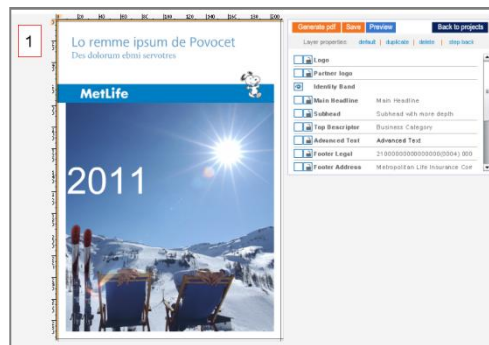 1
Lo remme ipsum de Povocet
Des dolorum ebmi servotres
MetLife
2011
Generate pdf Save Preview Back to projects
Layer properties: default | duplicate | delete | step back
Logo
Partner logo
Identity Band
Main Headline Main Headline
Subhead Subhead with more depth
Top Descriptor Business Category
Advanced Text Advanced Text
Footer Legal
Footer Address Metropolitan Life Insurance Com